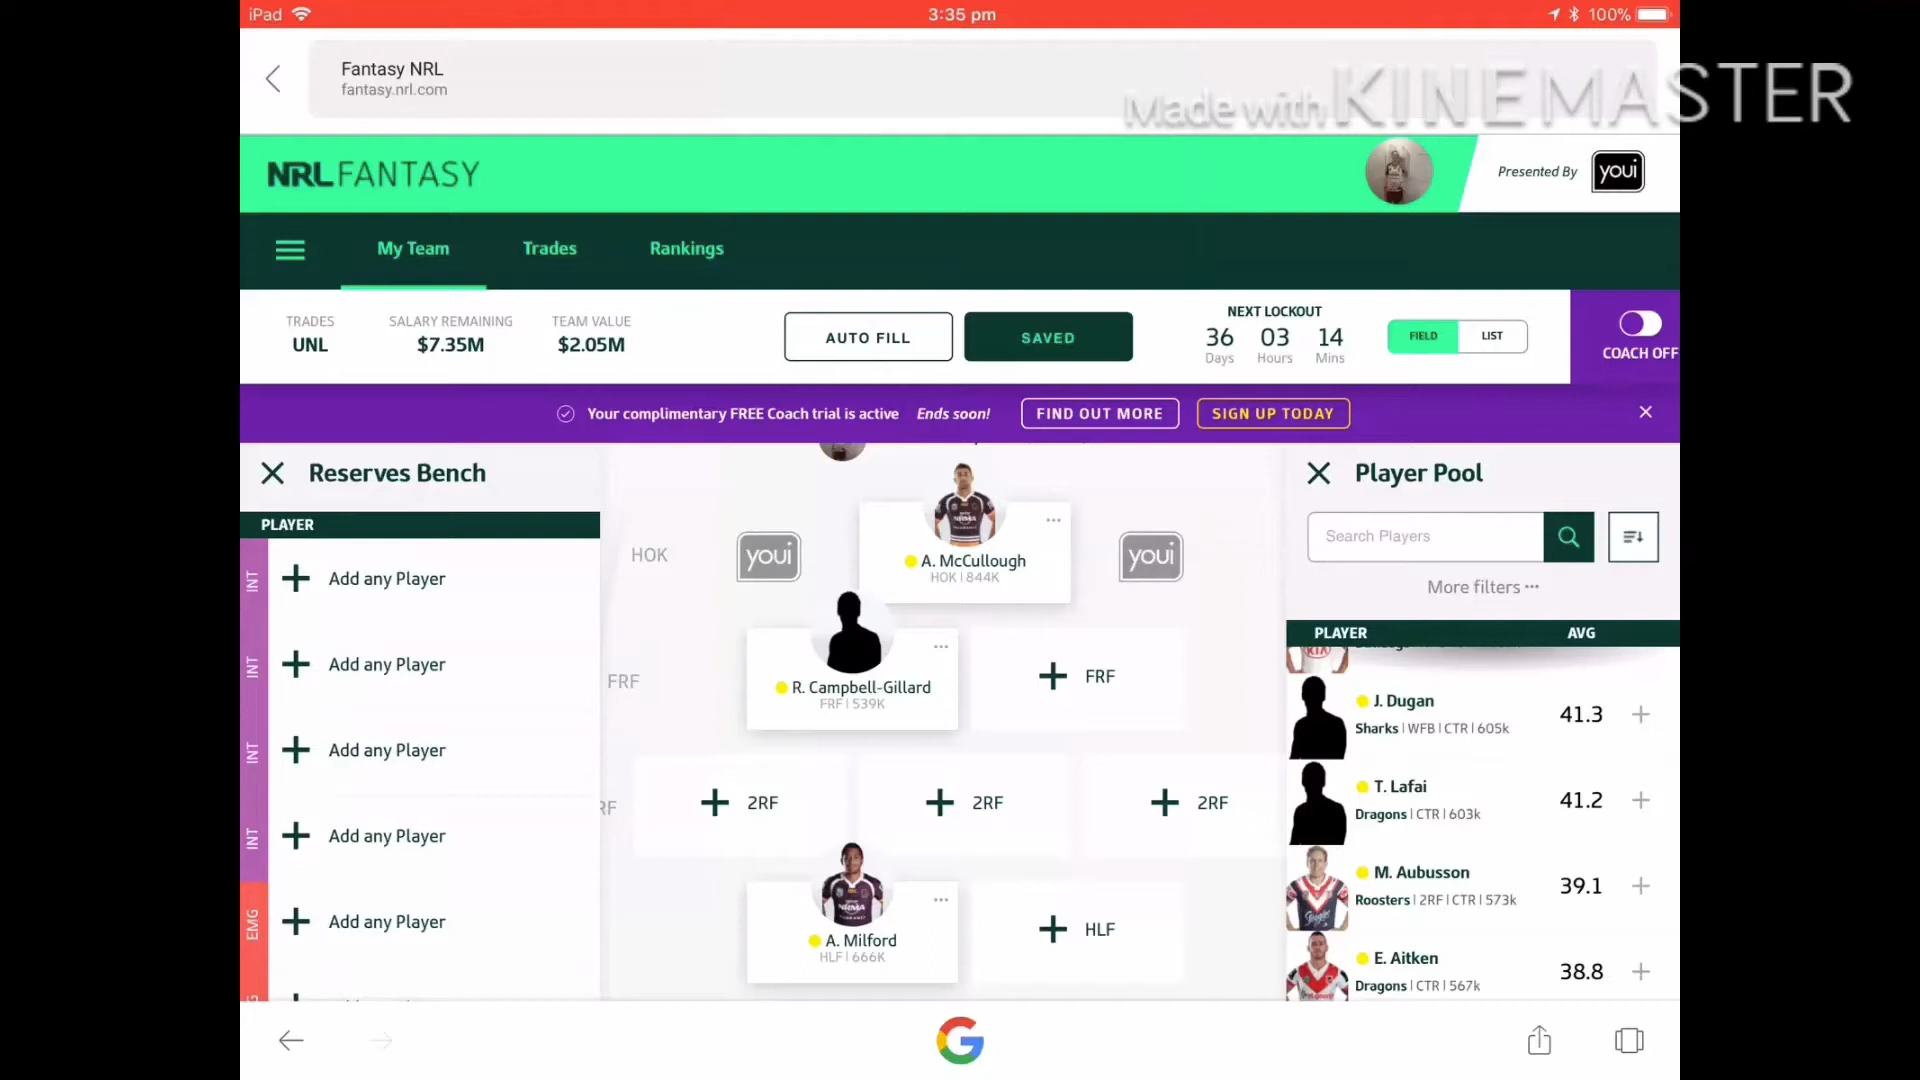 iPad
3:35 pm
100%
Fantasy NRL
fantasy.nrl.com
Made with KINEMASTER
NRL FANTASY
Presented By
youi
My Team
Trades
Rankings
TRADES
UNL
SALARY REMAINING
$7.35M
TEAM VALUE
$2.05M
AUTO FILL
SAVED
NEXT LOCKOUT
36 03 14
Days Hours Mins
FIELD
LIST
COACH OFF
Your complimentary FREE Coach trial is active Ends soon!
FIND OUT MORE
SIGN UP TODAY
Reserves Bench
PLAYER
INT
Add any Player
INT
Add any Player
INT
Add any Player
INT
Add any Player
EMG
Add any Player
HOK
youi
A. McCullough
HOK | 844K
youi
FRF
R. Campbell-Gillard
FRF | 539K
FRF
RF
2RF
2RF
2RF
A. Milford
HLF | 666K
HLF
Player Pool
Search Players
More filters ···
PLAYER AVG
KIA
J. Dugan
Sharks | WFB | CTR | 605k
41.3
T. Lafai
Dragons | CTR | 603k
41.2
M. Aubusson
Roosters | 2RF | CTR | 573k
39.1
E. Aitken
Dragons | CTR | 567k
38.8